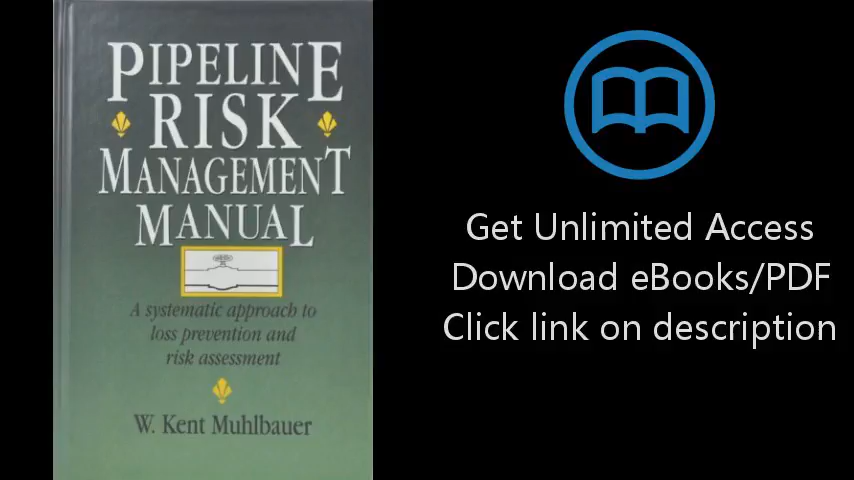 PIPELINE
RISK
MANAGEMENT
MANUAL
A systematic approach to
loss prevention and
risk assessment
W. Kent Muhlbauer
Get Unlimited Access
Download eBooks/PDF
Click link on description